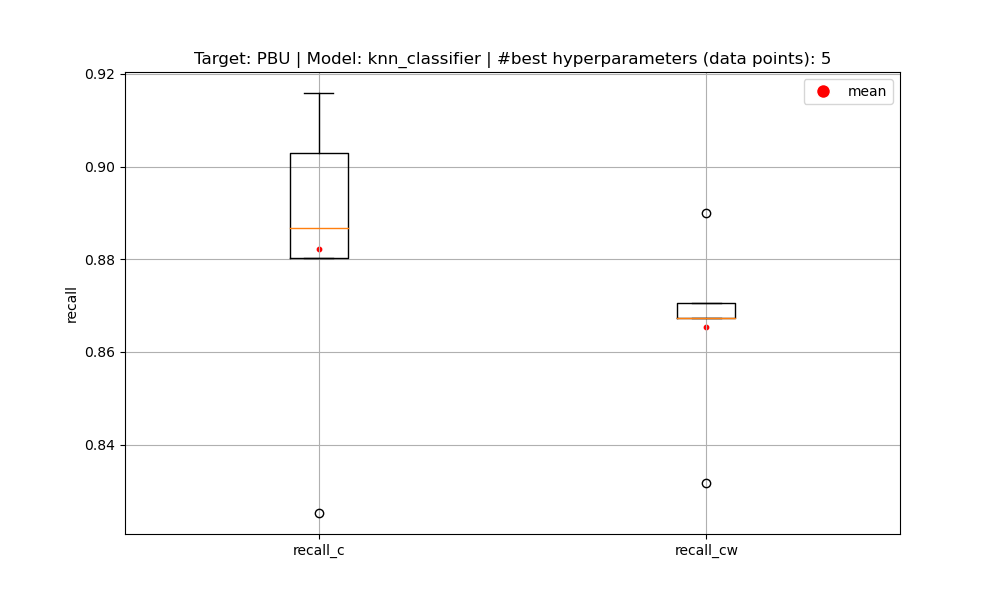 Target: PBU | Model: knn_classifier | #best hyperparameters (data points): 5
mean
0.92
0.90
0.88
0.86
0.84
recall
recall_c
recall_cw